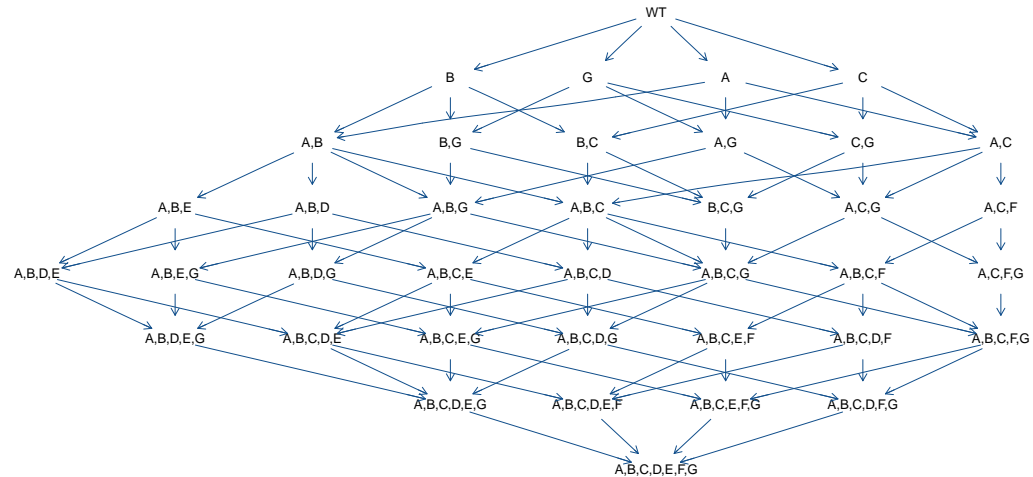 WT
B G A C
A,B B,G B,C A,G C,G A,C
A,B,E A,B,D A,B,G A,B,C B,C,G A,C,G A,C,F
A,B,D,E A,B,E,G A,B,D,G A,B,C,E A,B,C,D A,B,C,G A,B,C,F A,C,F,G
A,B,D,E,G A,B,C,D,E A,B,C,E,G A,B,C,D,G A,B,C,E,F A,B,C,D,F A,B,C,F,G
A,B,C,D,E,G A,B,C,D,E,F A,B,C,E,F,G A,B,C,D,F,G
A,B,C,D,E,F,G